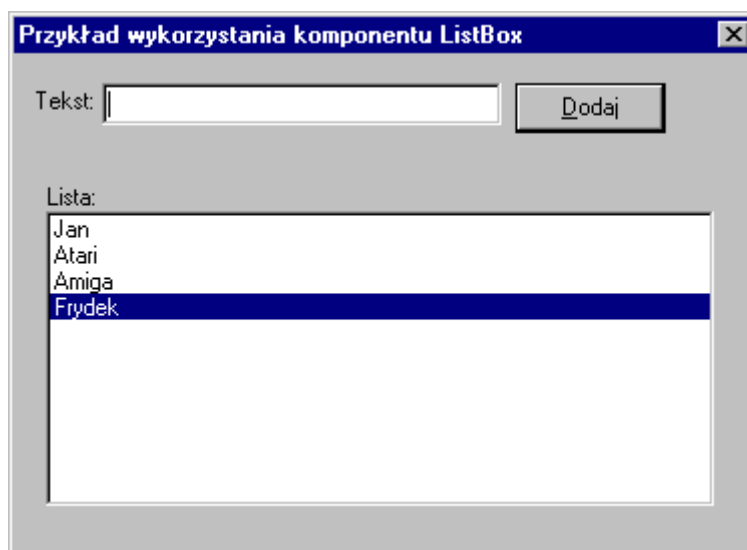 Przykład wykorzystania komponentu ListBox
Tekst: Dodaj
Lista:
Jan
Atari
Amiga
Frydek